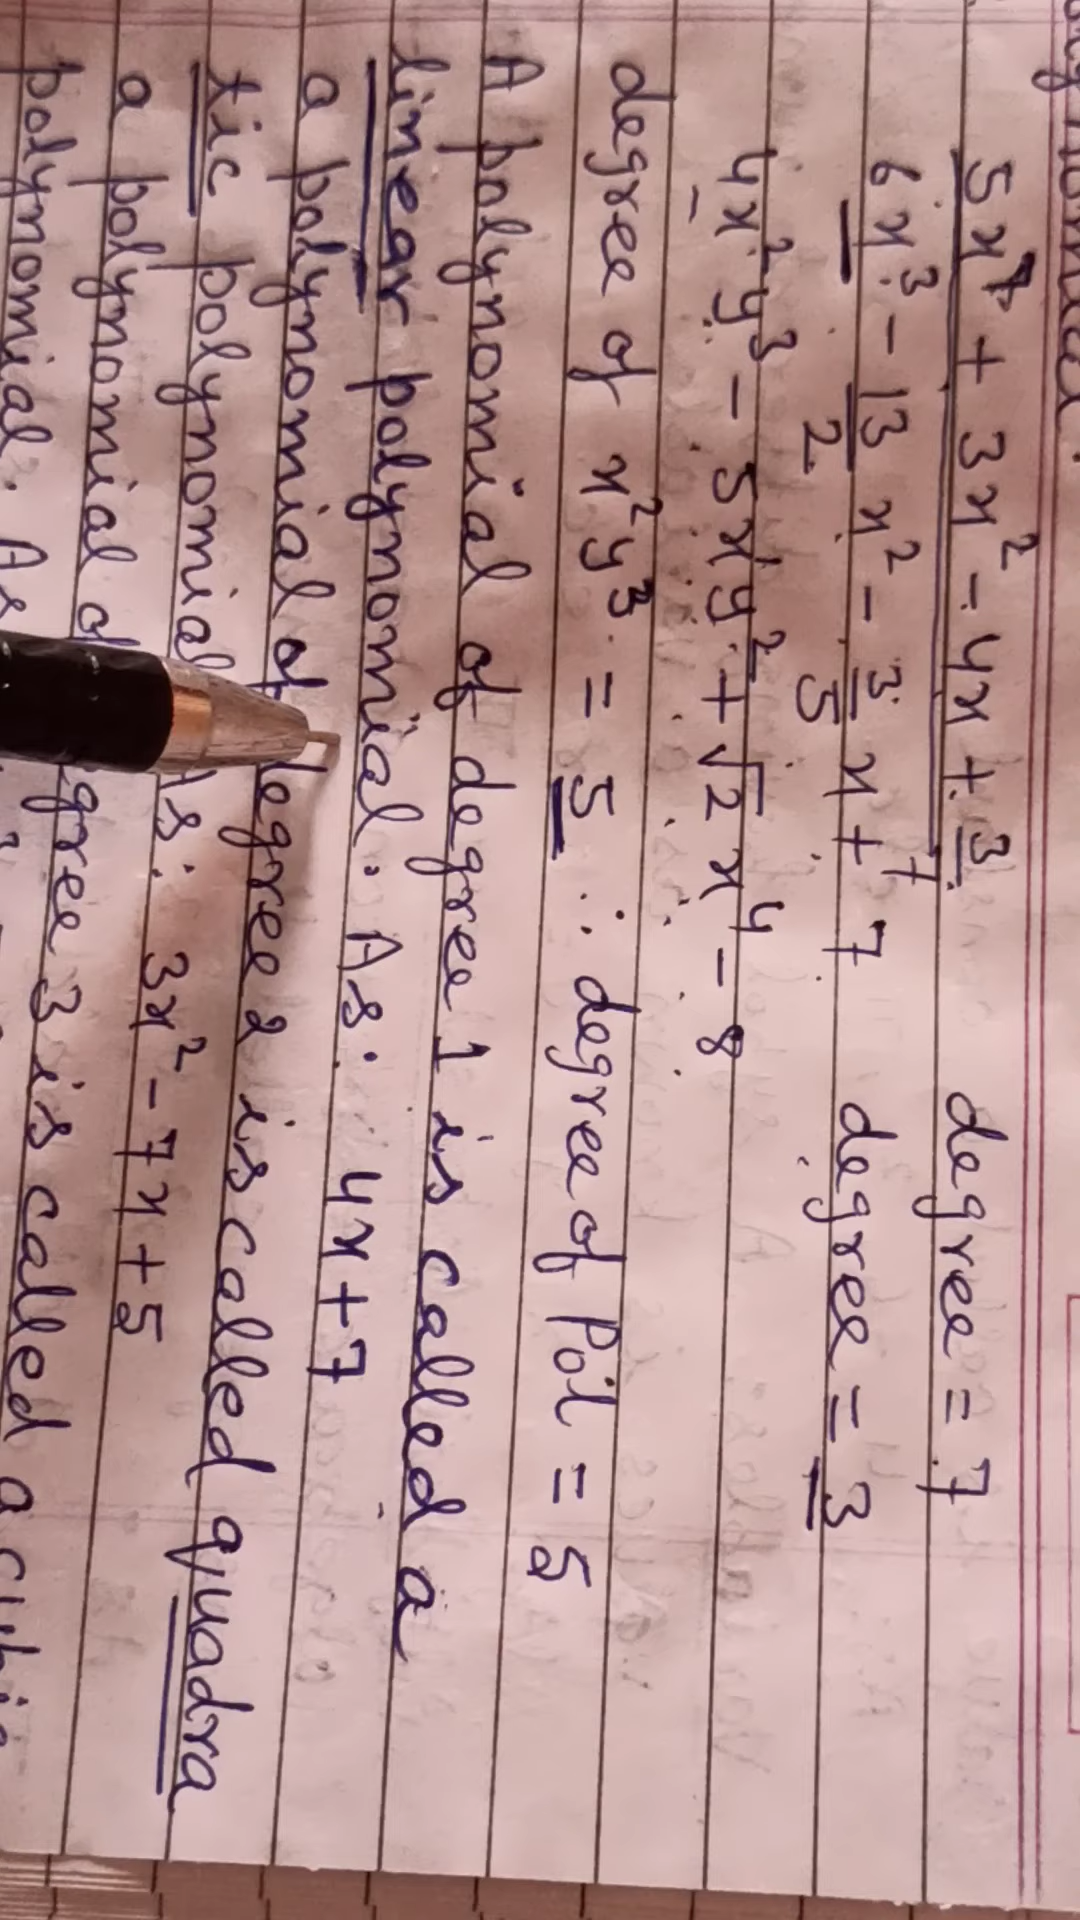 5x⁷ + 3x² - 4x + 3/7 degree = 7
6x³ - 13/2 x² - 3/5 x + 7 degree = 3
4x²y³ - 5x¹y² + √2 x⁴ - 8
degree of x²y³ = 5 ∴ degree of Pol = 5
A polynomial of degree 1 is called a
linear polynomial. As: 4x + 7
a polynomial of degree 2 is called quadra
tic polynomial As: 3x² - 7x + 5
a polynomial degree 3 is called a
polynomial.